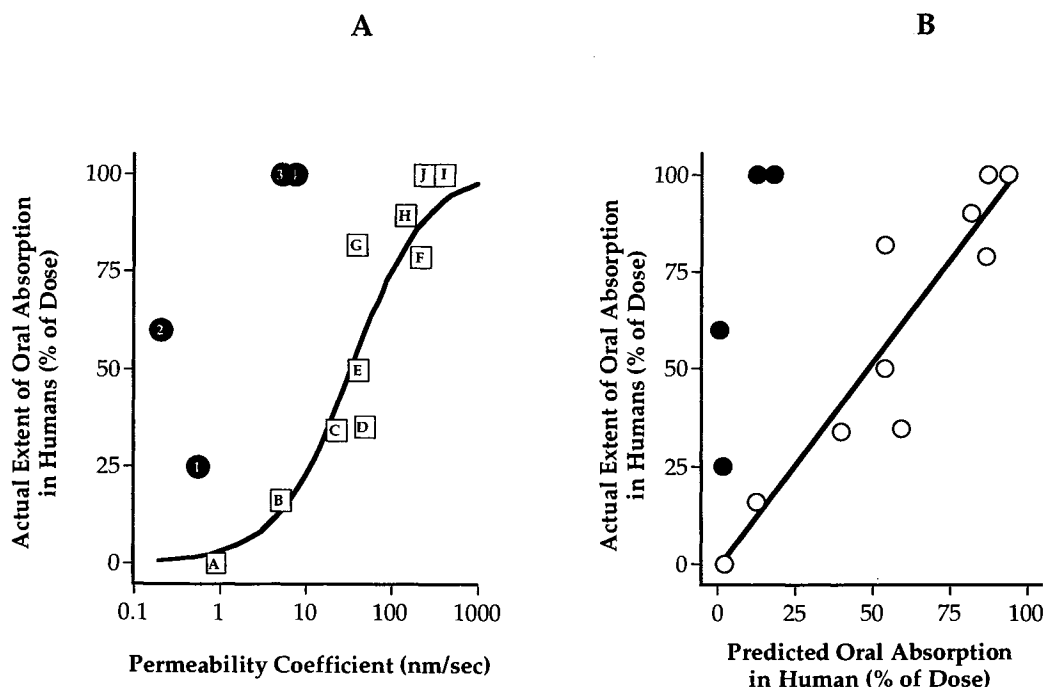 A
B
Actual Extent of Oral Absorption
in Humans (% of Dose)
100
75
50
25
0
0.1
1
10
100
1000
Permeability Coefficient (nm/sec)
3
2
1
J
I
H
G
F
E
D
C
B
A
Actual Extent of Oral Absorption
in Humans (% of Dose)
100
75
50
25
0
0
25
50
75
100
Predicted Oral Absorption
in Human (% of Dose)